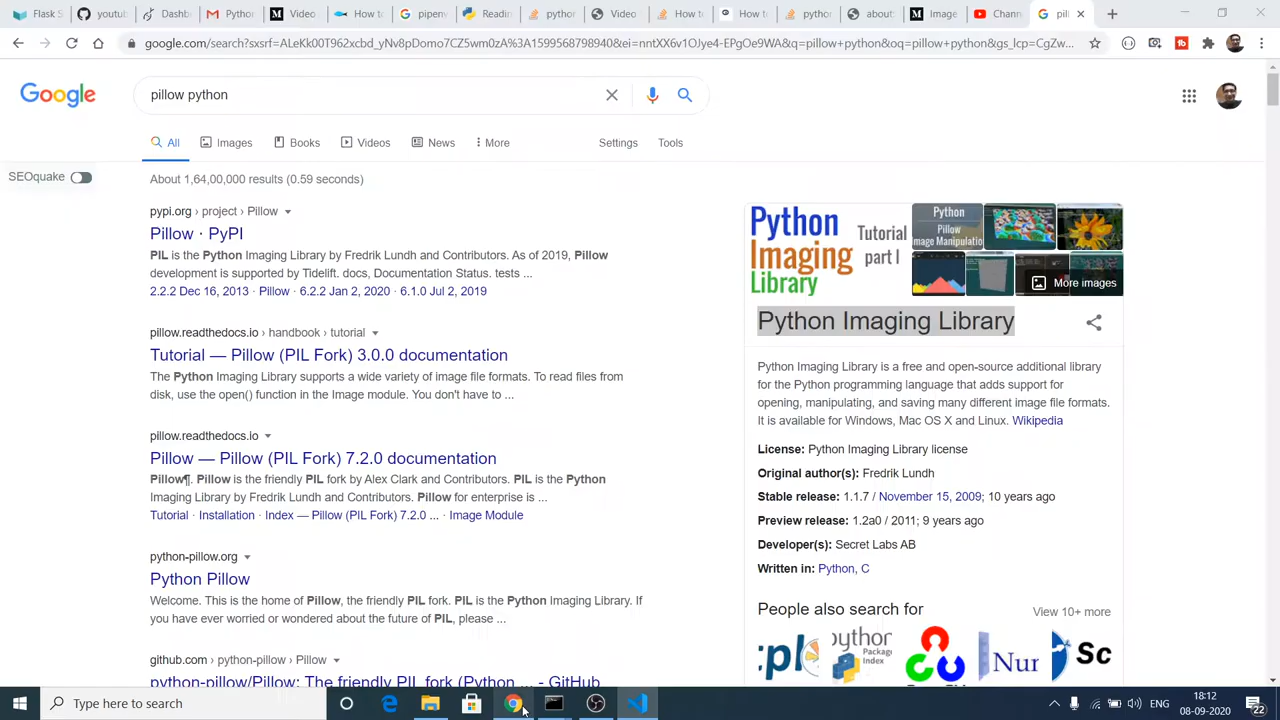 Flask S
Dashb
Python
Video
How to
pipenv
Readin
pythor
Video
How to
pythor
about
Image
Chann
pil
google.com/search?sxsrf=ALeKk00T962xcbd_yNv8pDomo7CZ5wm0zA%3A1599568798940&ei=nntXX6v1OJye4-EPgOe9WA&q=pillow+python&oq=pillow+python&gs_lcp=CgZw...
Google
pillow python
All
Images
Books
Videos
News
More
Settings
Tools
SEOquake
About 1,64,00,000 results (0.59 seconds)
pypi.org › project › Pillow
Pillow · PyPI
PIL is the Python Imaging Library by Fredrik Lundh and Contributors. As of 2019, Pillow
development is supported by Tidelift. docs, Documentation Status. tests ...
2.2.2 Dec 16, 2013 · Pillow · 6.2.2 Jan 2, 2020 · 6.1.0 Jul 2, 2019
pillow.readthedocs.io › handbook › tutorial
Tutorial — Pillow (PIL Fork) 3.0.0 documentation
The Python Imaging Library supports a wide variety of image file formats. To read files from
disk, use the open() function in the Image module. You don't have to ...
pillow.readthedocs.io
Pillow — Pillow (PIL Fork) 7.2.0 documentation
Pillow¶. Pillow is the friendly PIL fork by Alex Clark and Contributors. PIL is the Python
Imaging Library by Fredrik Lundh and Contributors. Pillow for enterprise is ...
Tutorial · Installation · Index — Pillow (PIL Fork) 7.2.0 ... · Image Module
python-pillow.org
Python Pillow
Welcome. This is the home of Pillow, the friendly PIL fork. PIL is the Python Imaging Library. If
you have ever worried or wondered about the future of PIL, please ...
github.com › python-pillow › Pillow
python-pillow/Pillow: The friendly PIL fork (Python ... - GitHub
Python
Imaging
Library
Tutorial
part I
Python
Pillow
Image Manipulati
More images
Python Imaging Library
Python Imaging Library is a free and open-source additional library
for the Python programming language that adds support for
opening, manipulating, and saving many different image file formats.
It is available for Windows, Mac OS X and Linux. Wikipedia
License: Python Imaging Library license
Original author(s): Fredrik Lundh
Stable release: 1.1.7 / November 15, 2009; 10 years ago
Preview release: 1.2a0 / 2011; 9 years ago
Developer(s): Secret Labs AB
Written in: Python, C
People also search for
View 10+ more
plo
python
Package
Index
Nur
Sc
Type here to search
ENG
18:12
08-09-2020
22